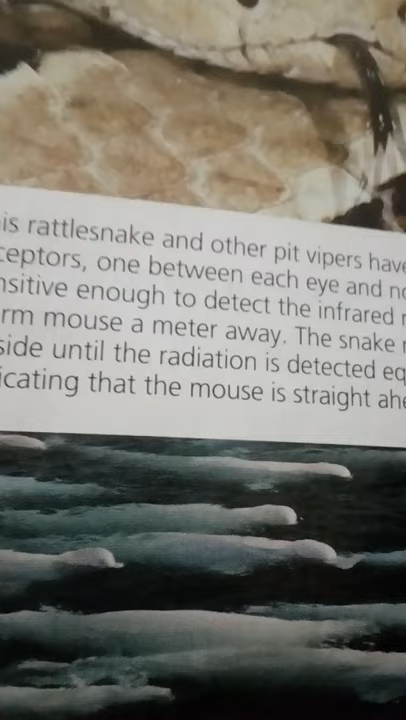 is rattlesnake and other pit vipers have
ceptors, one between each eye and no
nsitive enough to detect the infrared r
rm mouse a meter away. The snake r
side until the radiation is detected eq
icating that the mouse is straight ahe